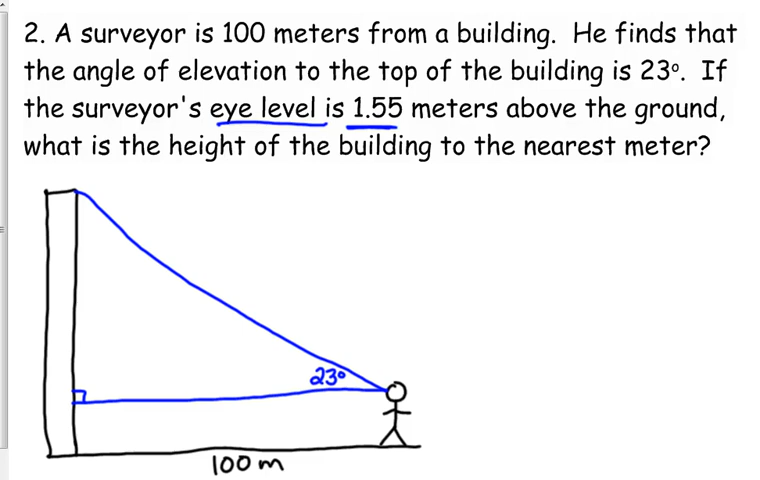 2. A surveyor is 100 meters from a building. He finds that
the angle of elevation to the top of the building is 23°. If
the surveyor's eye level is 1.55 meters above the ground,
what is the height of the building to the nearest meter?
23°
100 m